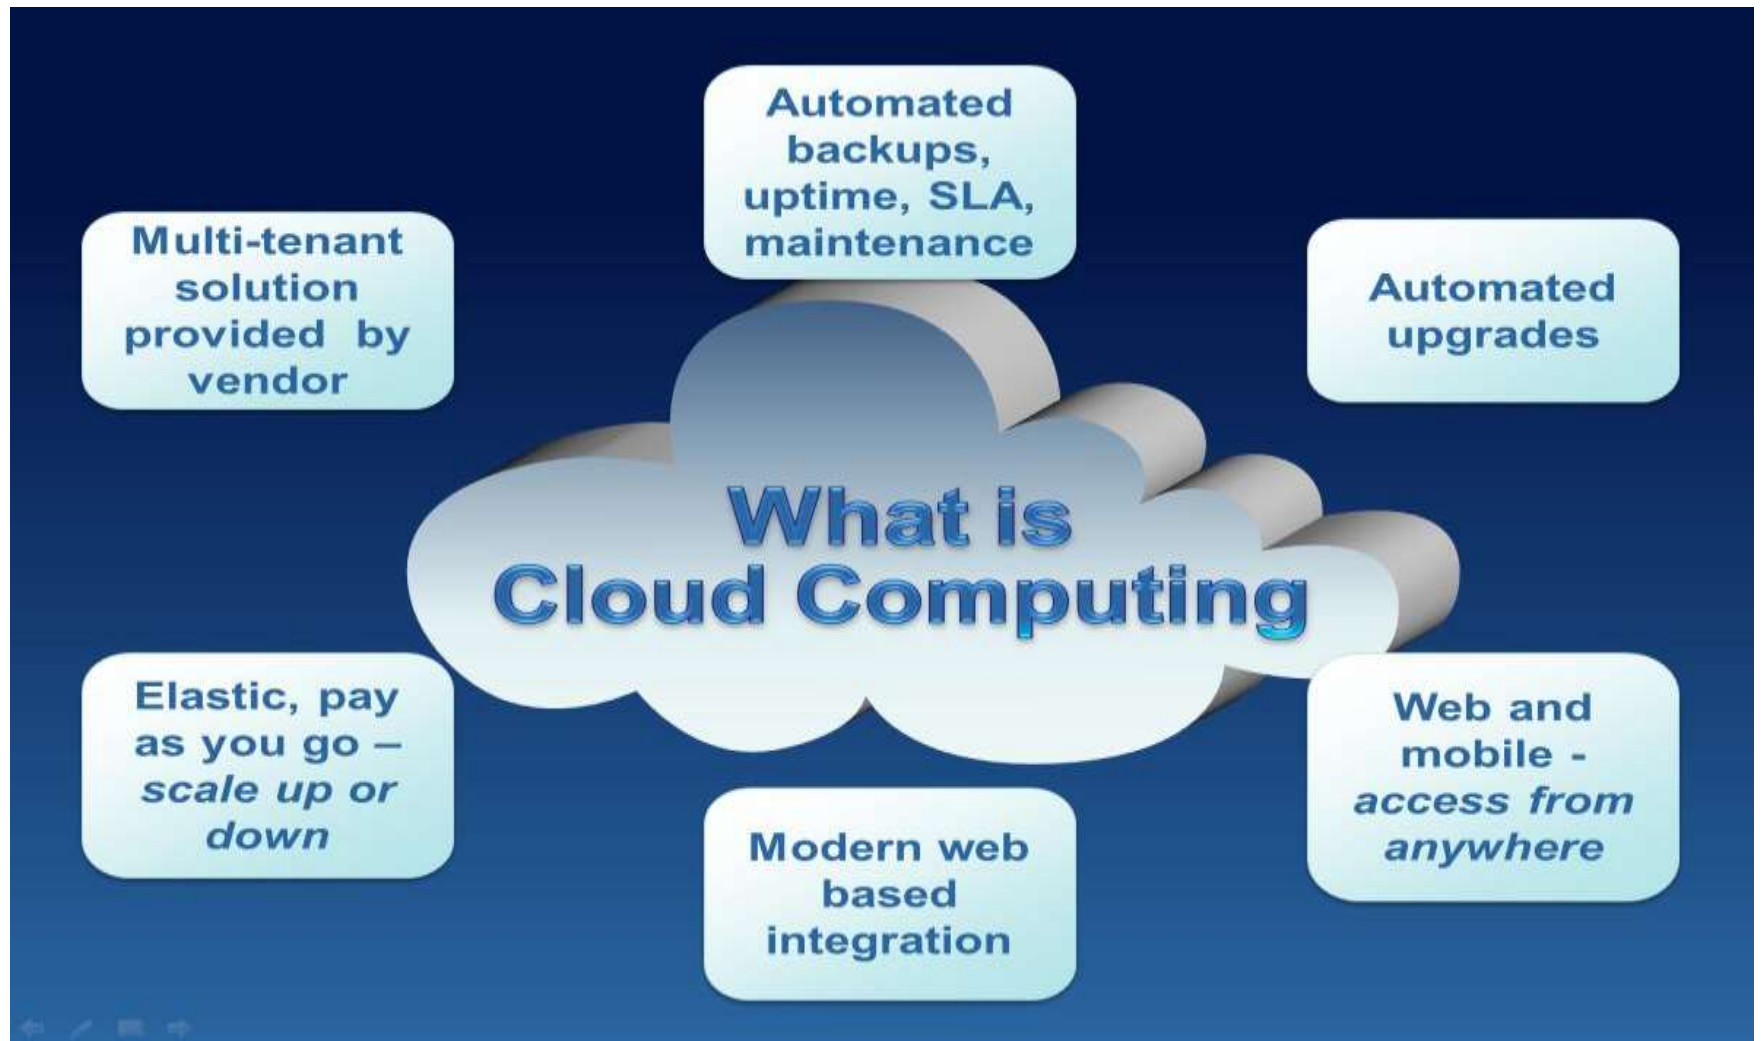 Automated
backups,
uptime, SLA,
maintenance
Multi-tenant
solution
provided by
vendor
Automated
upgrades
What is
Cloud Computing
Elastic, pay
as you go –
scale up or
down
Web and
mobile -
access from
anywhere
Modern web
based
integration